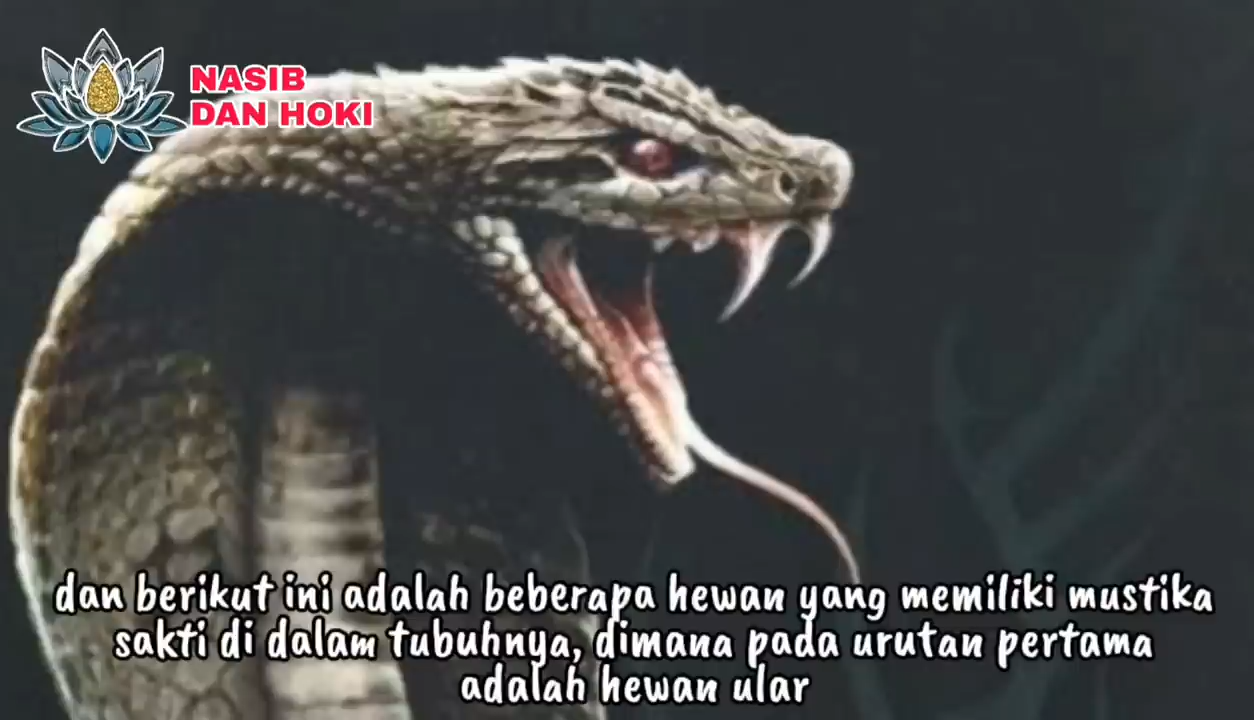 NASIB
DAN HOKI
dan berikut ini adalah beberapa hewan yang memiliki mustika
sakti di dalam tubuhnya, dimana pada urutan pertama
adalah hewan ular